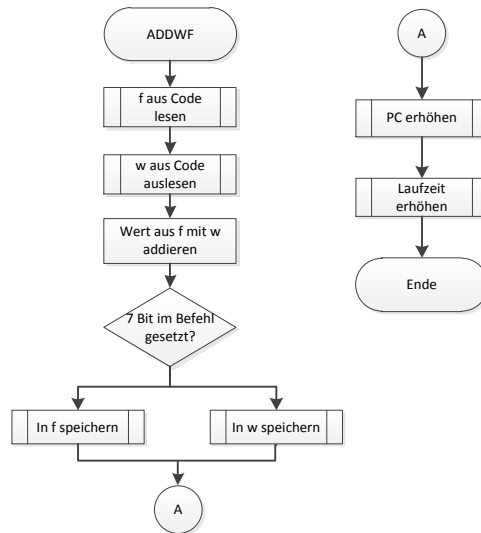 ADDWF
f aus Code
lesen
w aus Code
auslesen
Wert aus f mit w
addieren
7 Bit im Befehl
gesetzt?
In f speichern
In w speichern
A
A
PC erhöhen
Laufzeit
erhöhen
Ende